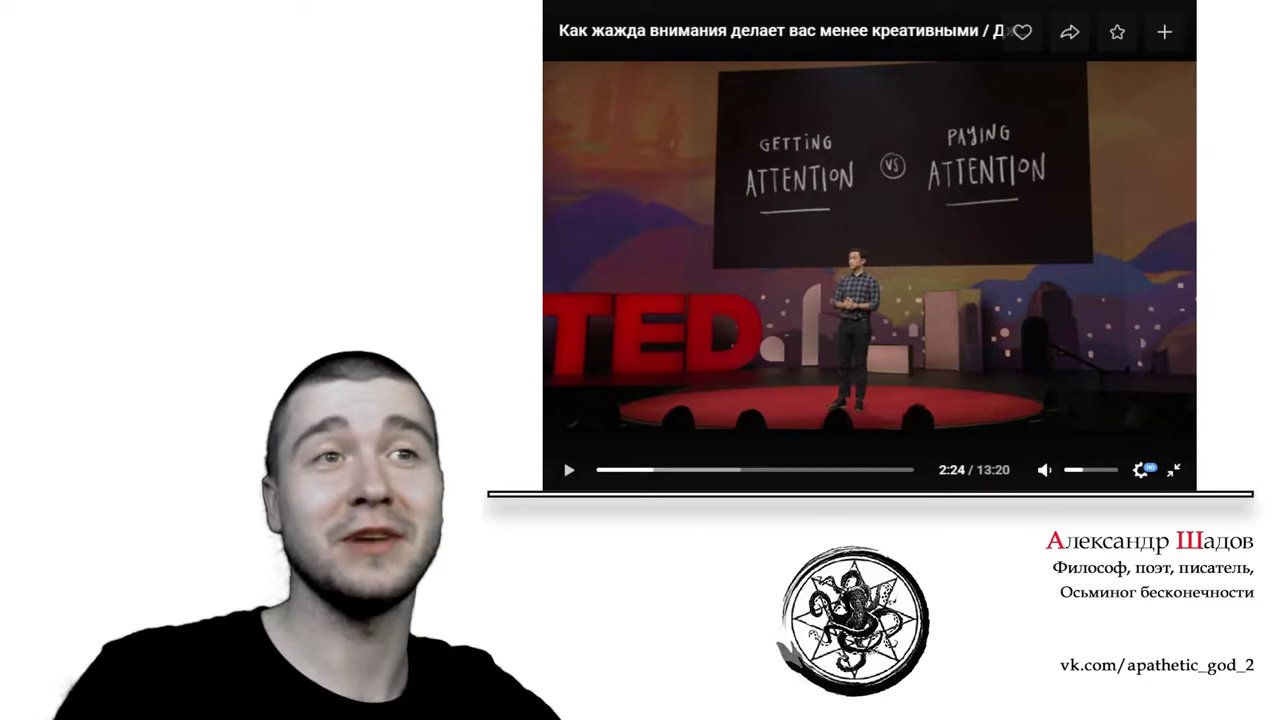 Как жажда внимания делает вас менее креативными / Д
GETTING
ATTENTION
VS
PAYING
ATTENTION
TED
2:24 / 13:20
HD
Александр Шадов
Философ, поэт, писатель,
Осьминог бесконечности
vk.com/apathetic_god_2